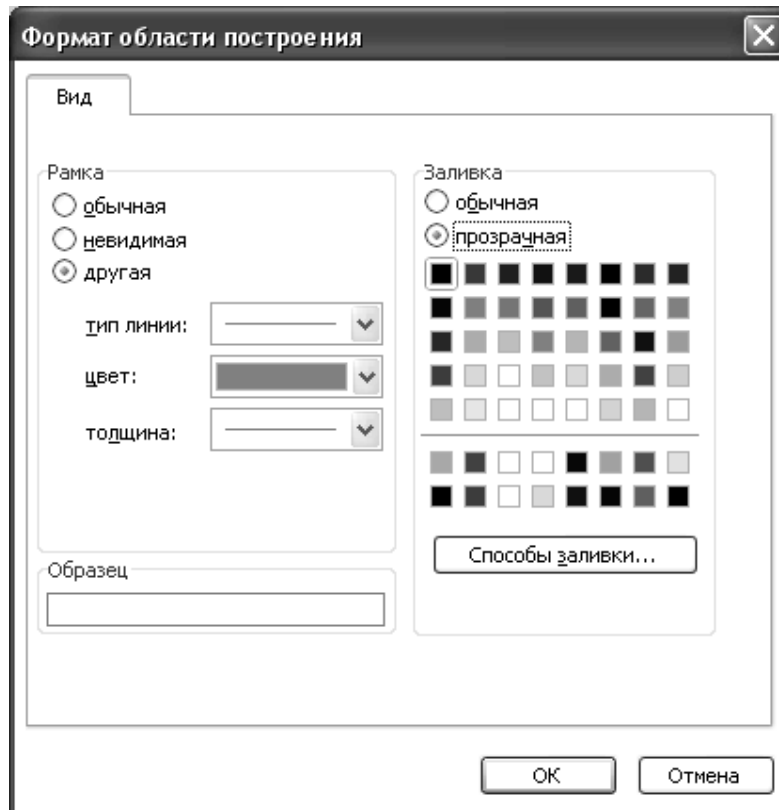 Формат области построения
Вид
Рамка
обычная
невидимая
другая
тип линии:
цвет:
толщина:
Образец
Заливка
обычная
прозрачная
Способы заливки...
ОК
Отмена